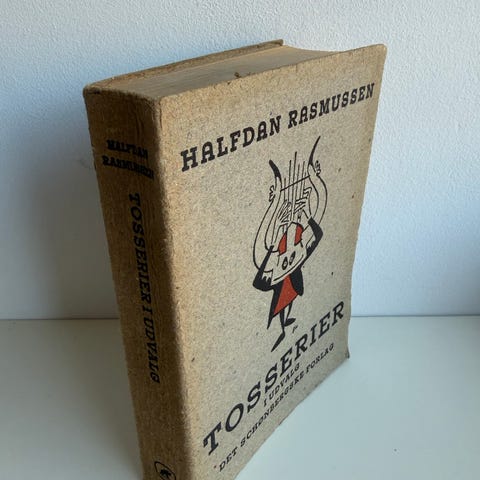 HALFDAN
RASMUSSEN
TOSSERIER I UDVALG
HALFDAN RASMUSSEN
TOSSERIER
I UDVALG
DET SCHØNBERGSKE FORLAG